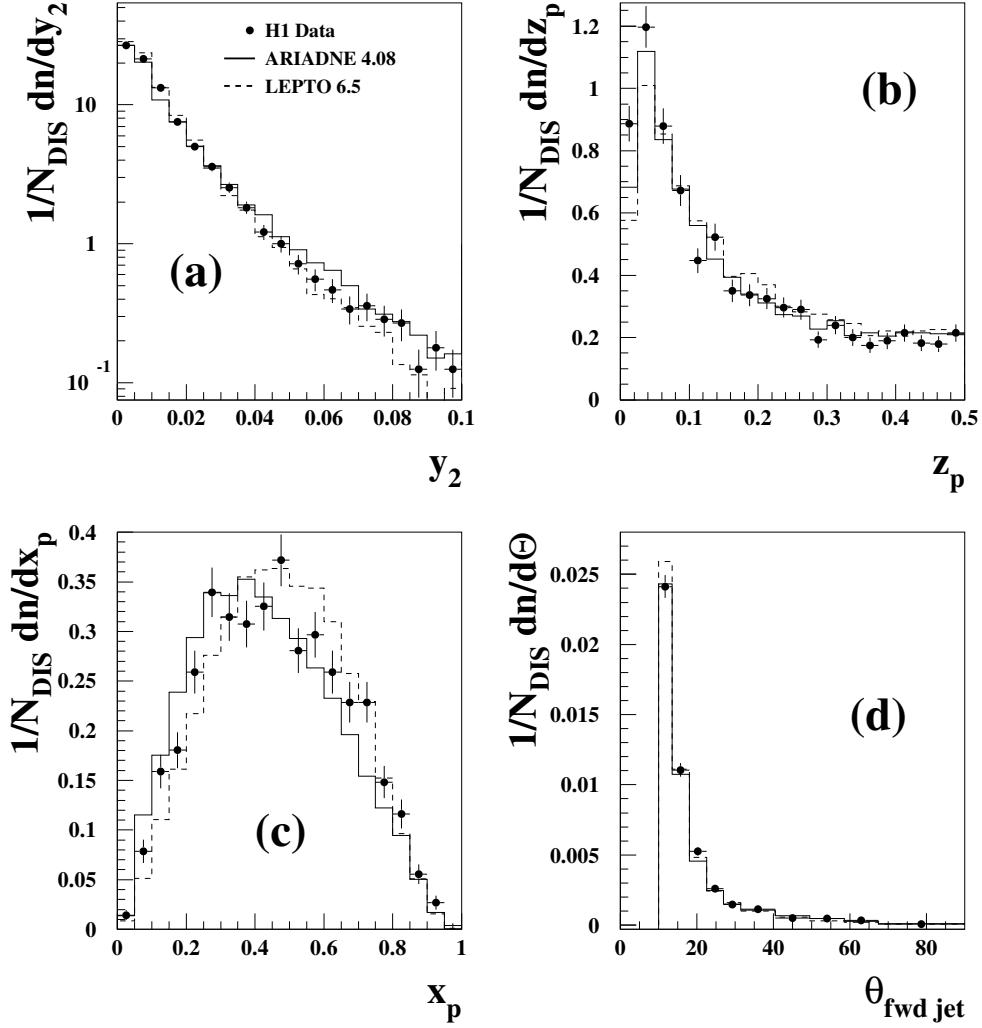 1/N_DIS dn/dy_2
10
1
10^-1
H1 Data
ARIADNE 4.08
LEPTO 6.5
(a)
0 0.02 0.04 0.06 0.08 0.1
y_2
1/N_DIS dn/dz_p
1.2
1
0.8
0.6
0.4
0.2
0
(b)
0 0.1 0.2 0.3 0.4 0.5
z_p
1/N_DIS dn/dx_p
0.4
0.35
0.3
0.25
0.2
0.15
0.1
0.05
0
(c)
0 0.2 0.4 0.6 0.8 1
x_p
1/N_DIS dn/dΘ
0.025
0.02
0.015
0.01
0.005
0
(d)
0 20 40 60 80
θ_fwd jet